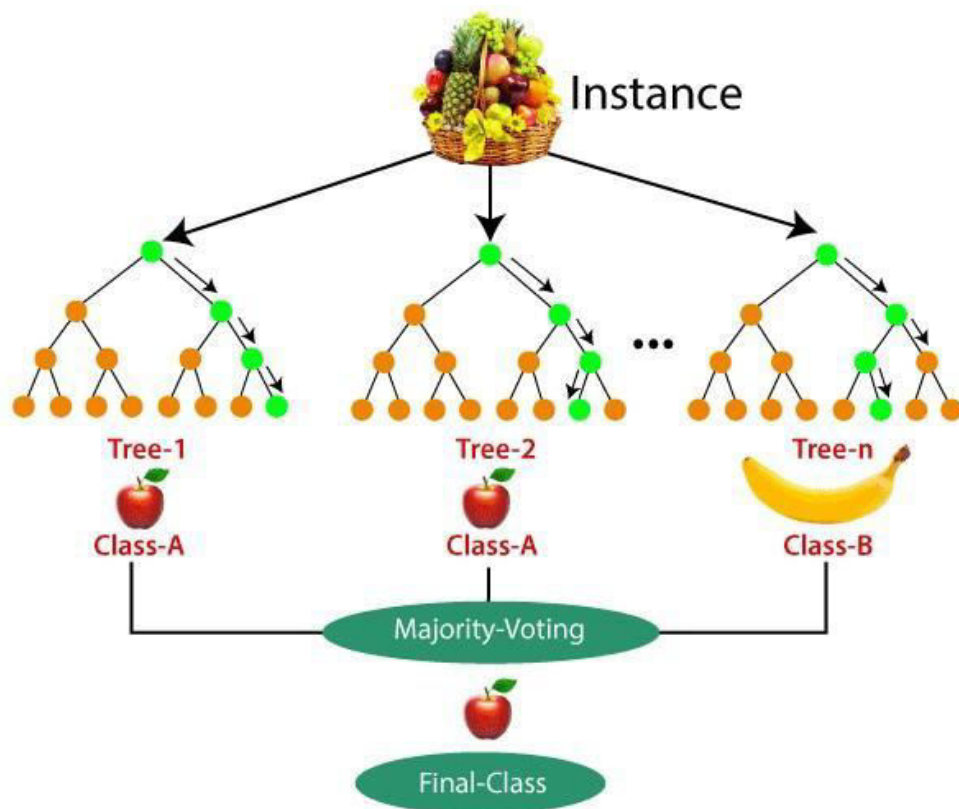 Instance
Tree-1
Tree-2
Tree-n
Class-A
Class-A
Class-B
Majority-Voting
Final-Class